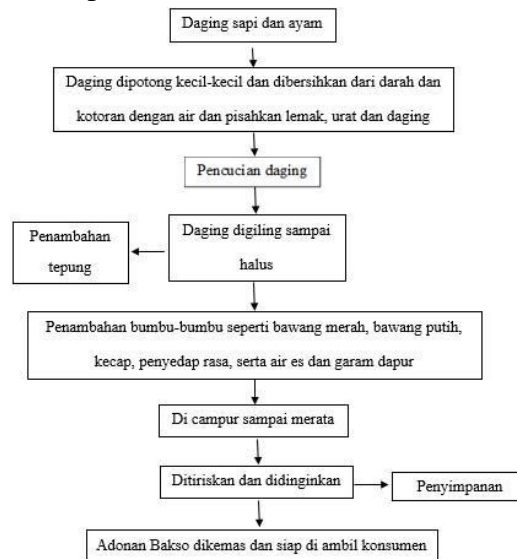 Daging sapi dan ayam
Daging dipotong kecil-kecil dan dibersihkan dari darah dan
kotoran dengan air dan pisahkan lemak, urat dan daging
Pencucian daging
Penambahan
tepung
Daging digiling sampai
halus
Penambahan bumbu-bumbu seperti bawang merah, bawang putih,
kecap, penyedap rasa, serta air es dan garam dapur
Di campur sampai merata
Ditiriskan dan didinginkan
Penyimpanan
Adonan Bakso dikemas dan siap di ambil konsumen